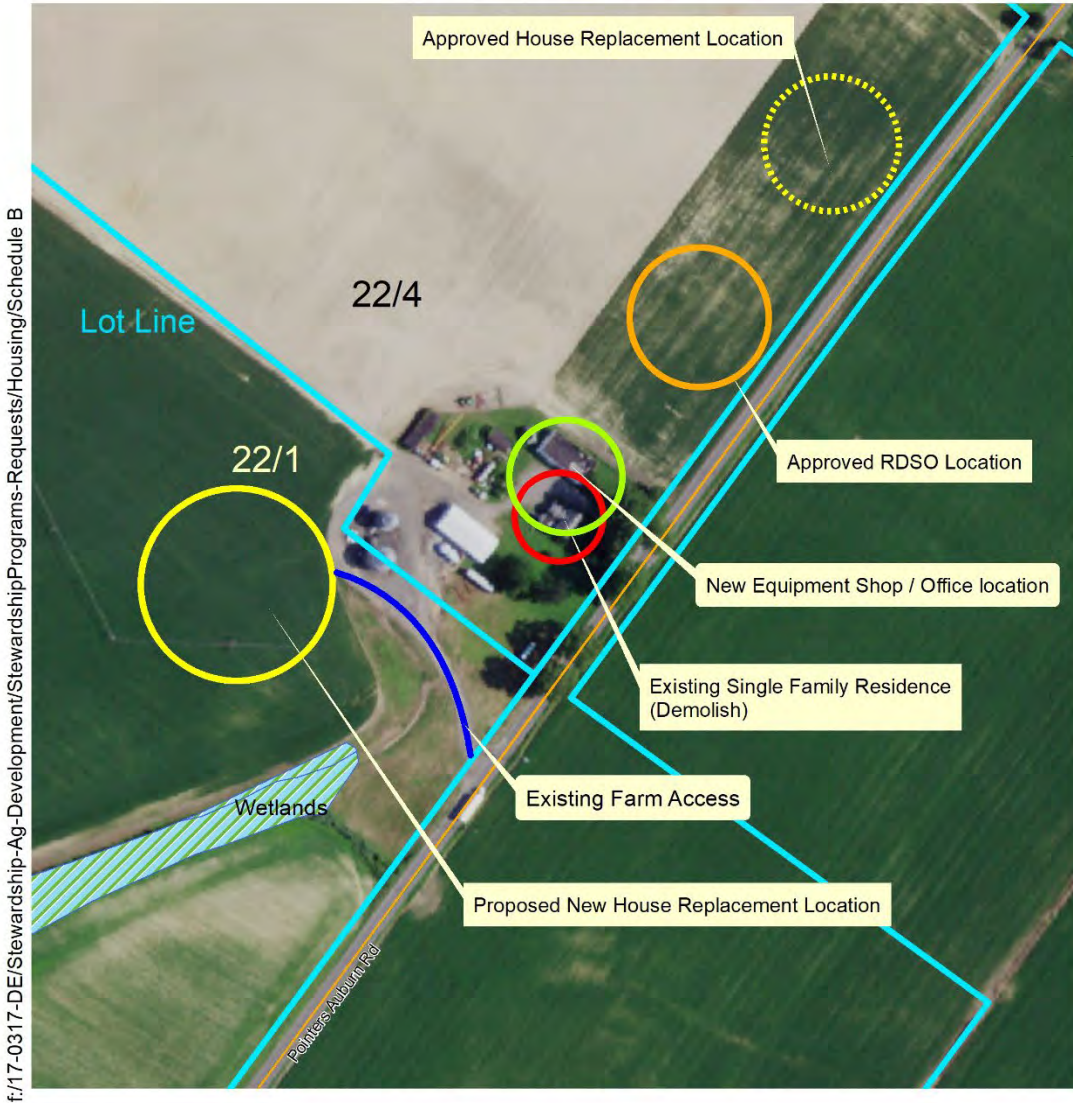 f:/17-0317-DE/Stewardship-Ag-Development/StewardshipPrograms-Requests/Housing/Schedule B
Approved House Replacement Location
22/4
Lot Line
22/1
Approved RDSO Location
New Equipment Shop / Office location
Existing Single Family Residence
(Demolish)
Existing Farm Access
Wetlands
Proposed New House Replacement Location
Pointers Auburn Rd